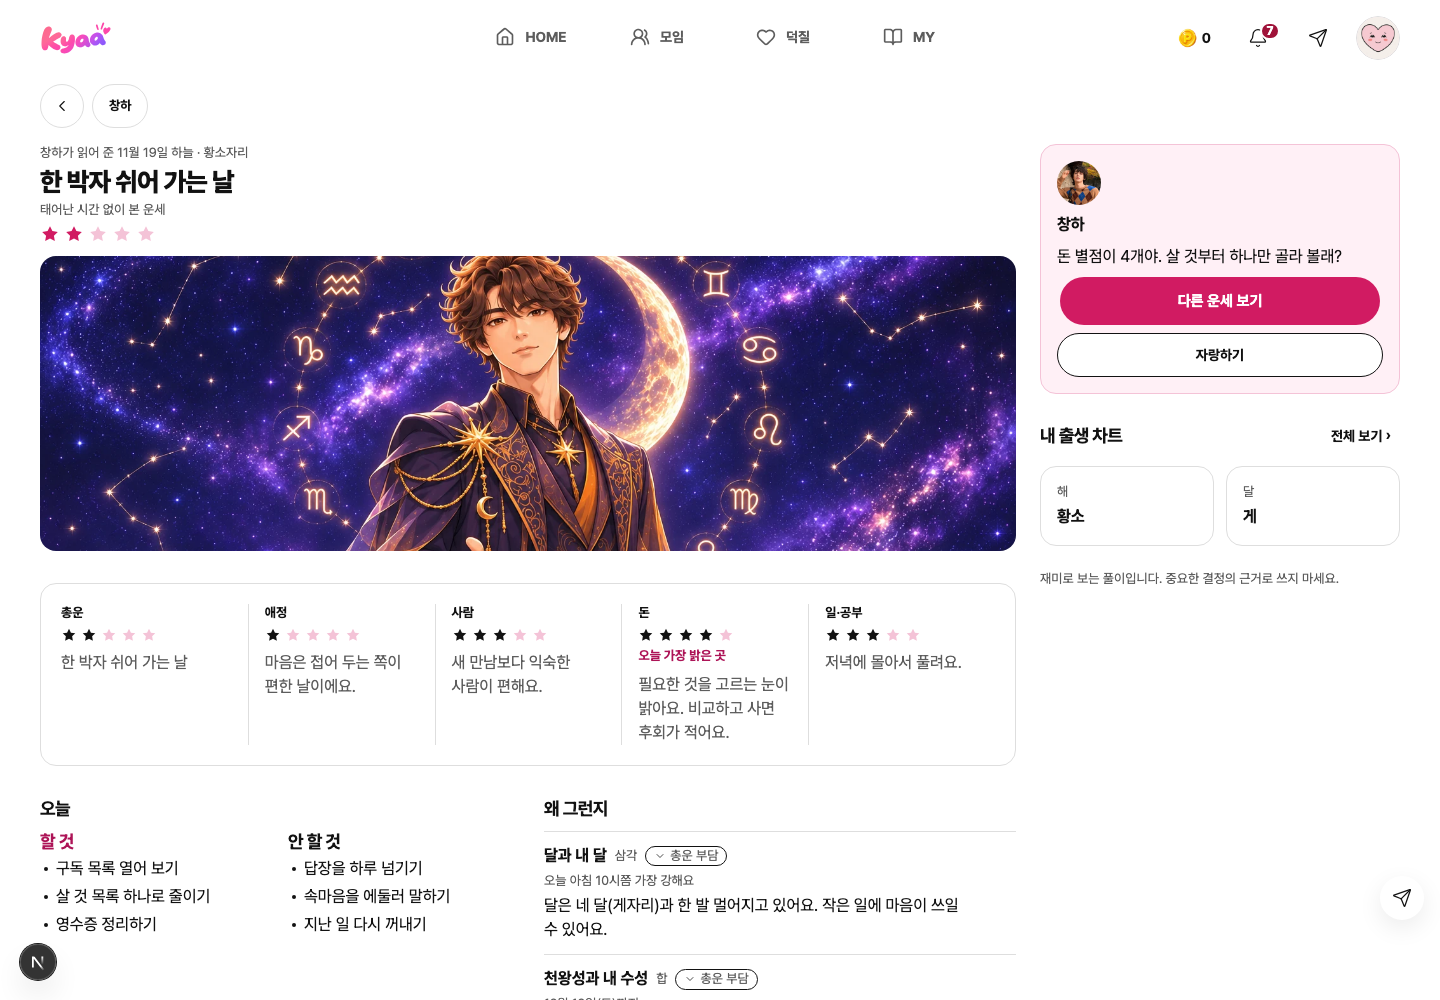 kyaa
HOME
모임
덕질
MY
0
7
창하
창하가 읽어 준 11월 19일 하늘 · 황소자리
한 박자 쉬어 가는 날
태어난 시간 없이 본 운세
창하
돈 별점이 4개야. 살 것부터 하나만 골라 볼래?
다른 운세 보기
자랑하기
내 출생 차트
전체 보기 ›
해
황소
달
게
재미로 보는 풀이입니다. 중요한 결정의 근거로 쓰지 마세요.
총운
한 박자 쉬어 가는 날
애정
마음은 접어 두는 쪽이
편한 날이에요.
사람
새 만남보다 익숙한
사람이 편해요.
돈
오늘 가장 밝은 곳
필요한 것을 고르는 눈이
밝아요. 비교하고 사면
후회가 적어요.
일·공부
저녁에 몰아서 풀려요.
오늘
할 것
• 구독 목록 열어 보기
• 살 것 목록 하나로 줄이기
• 영수증 정리하기
안 할 것
• 답장을 하루 넘기기
• 속마음을 에둘러 말하기
• 지난 일 다시 꺼내기
왜 그런지
달과 내 달 삼각 총운 부담
오늘 아침 10시쯤 가장 강해요
달은 네 달(게자리)과 한 발 멀어지고 있어요. 작은 일에 마음이 쓰일
수 있어요.
천왕성과 내 수성 합 총운 부담
N